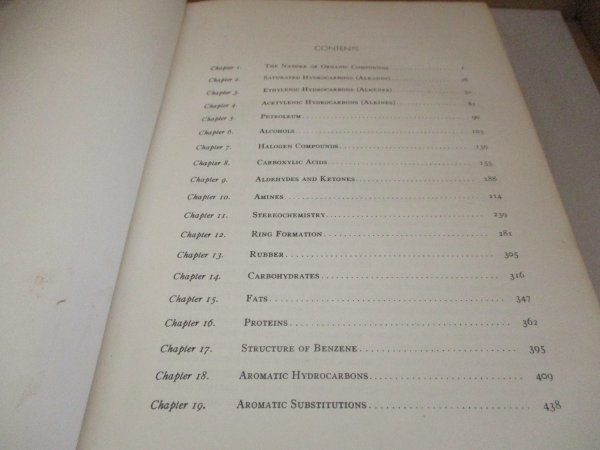 CONTENTS
Chapter 1. The Nature of Organic Compounds 1
Chapter 2. Saturated Hydrocarbons (Alkanes)
Chapter 3. Ethylenic Hydrocarbons (Alkenes)
Chapter 4. Acetylenic Hydrocarbons (Alkines)
Chapter 5. Petroleum 90
Chapter 6. Alcohols 103
Chapter 7. Halogen Compounds 139
Chapter 8. Carboxylic Acids 155
Chapter 9. Aldehydes and Ketones 188
Chapter 10. Amines 214
Chapter 11. Stereochemistry 239
Chapter 12. Ring Formation 281
Chapter 13. Rubber 305
Chapter 14. Carbohydrates 316
Chapter 15. Fats 347
Chapter 16. Proteins 362
Chapter 17. Structure of Benzene 395
Chapter 18. Aromatic Hydrocarbons 409
Chapter 19. Aromatic Substitutions 438